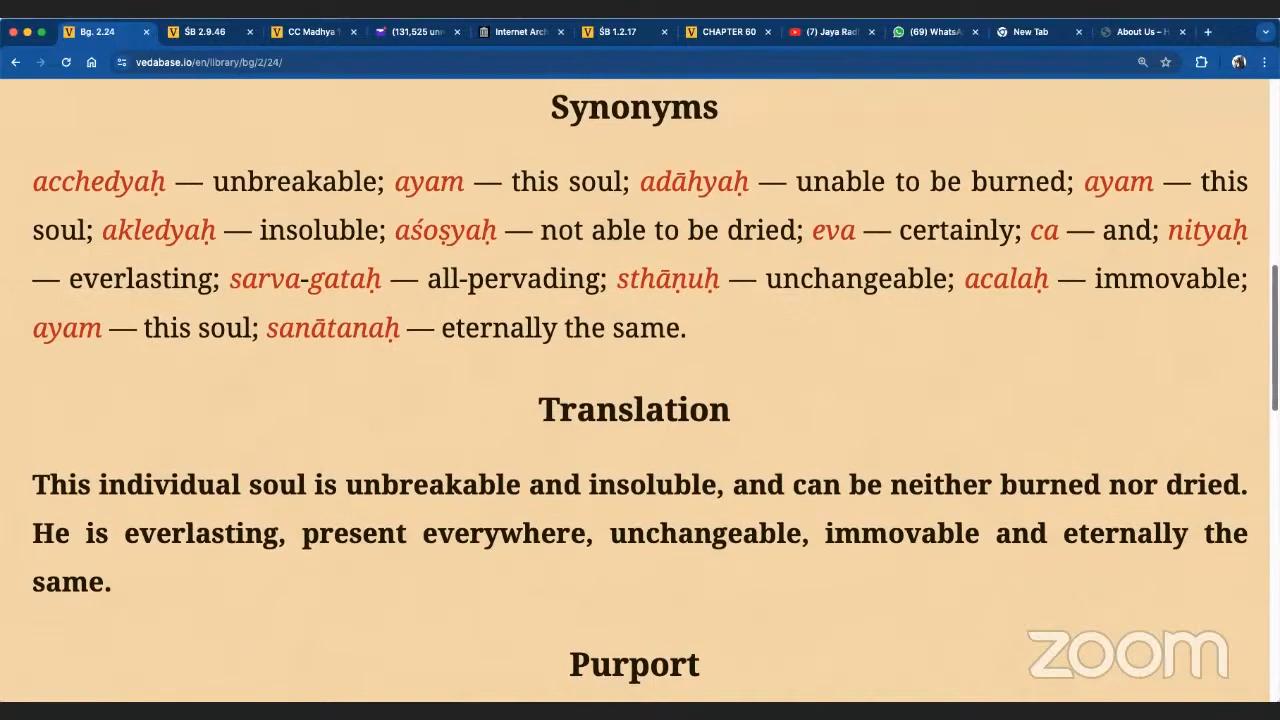 Bg. 2.24
ŚB 2.9.46
CC Madhya
(131,525 un
Internet Arc
ŚB 1.2.17
CHAPTER 60
(7) Jaya Rad
(69) Whats
New Tab
About Us – H
vedabase.io/en/library/bg/2/24/
Synonyms
acchedyaḥ — unbreakable; ayam — this soul; adāhyaḥ — unable to be burned; ayam — this
soul; akledyaḥ — insoluble; aśoṣyaḥ — not able to be dried; eva — certainly; ca — and; nityaḥ
— everlasting; sarva-gataḥ — all-pervading; sthāṇuḥ — unchangeable; acalaḥ — immovable;
ayam — this soul; sanātanaḥ — eternally the same.
Translation
This individual soul is unbreakable and insoluble, and can be neither burned nor dried.
He is everlasting, present everywhere, unchangeable, immovable and eternally the
same.
zoom
Purport